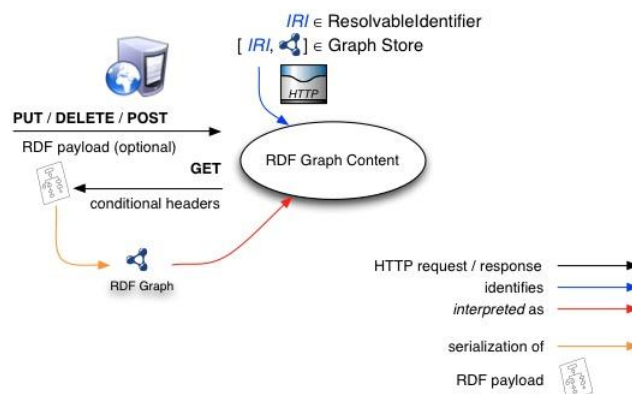 IRI ∈ ResolvableIdentifier
[ IRI, ] ∈ Graph Store
HTTP
PUT / DELETE / POST
RDF payload (optional)
RDF Graph Content
GET
conditional headers
RDF Graph
HTTP request / response
identifies
interpreted as
serialization of
RDF payload